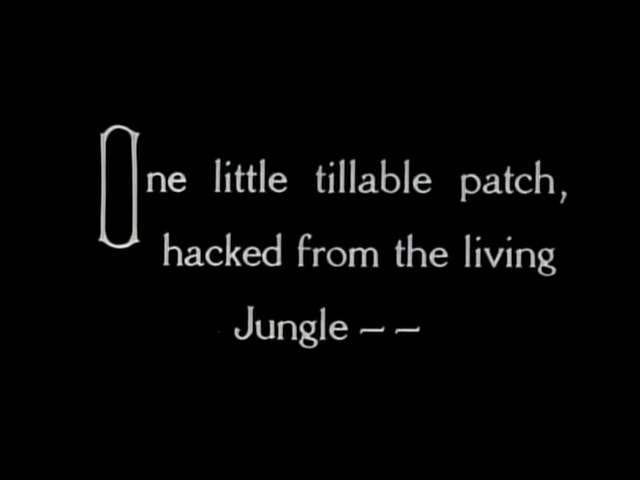 One little tillable patch,
hacked from the living
Jungle — —